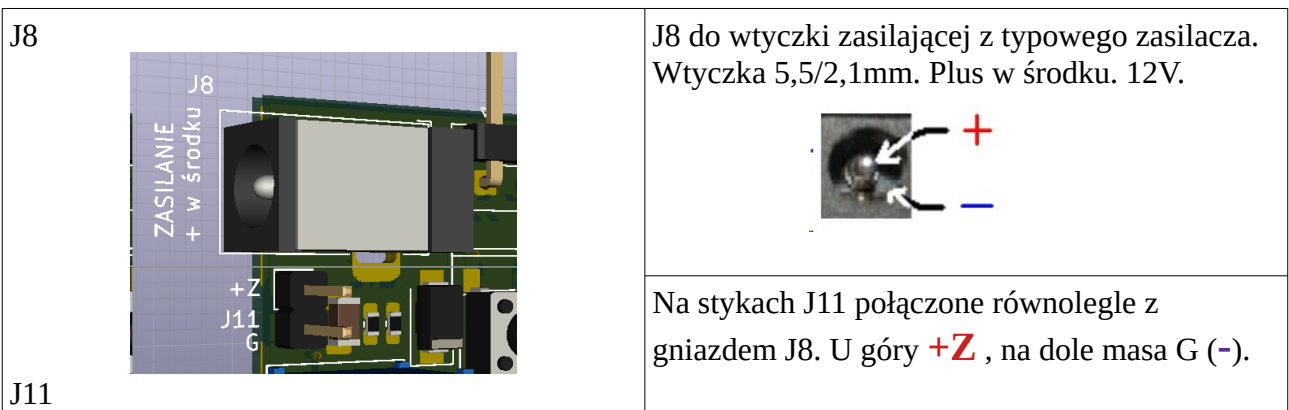 J8
J8
ZASILANIE
+ w środku
+Z
J11
G
J11
J8 do wtyczki zasilającej z typowego zasilacza.
Wtyczka 5,5/2,1mm. Plus w środku. 12V.
+
−
Na stykach J11 połączone równolegle z
gniazdem J8. U góry +Z , na dole masa G (-).